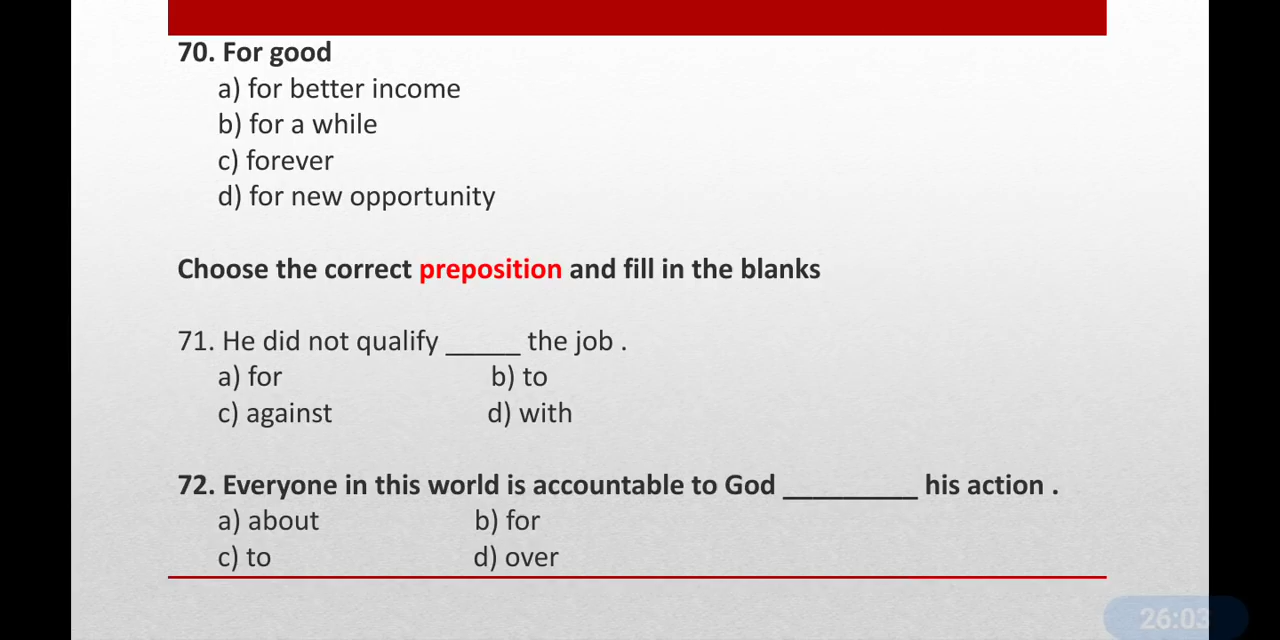 70. For good
a) for better income
b) for a while
c) forever
d) for new opportunity
Choose the correct preposition and fill in the blanks
71. He did not qualify _____ the job .
a) for b) to
c) against d) with
72. Everyone in this world is accountable to God _________ his action .
a) about b) for
c) to d) over
26:03